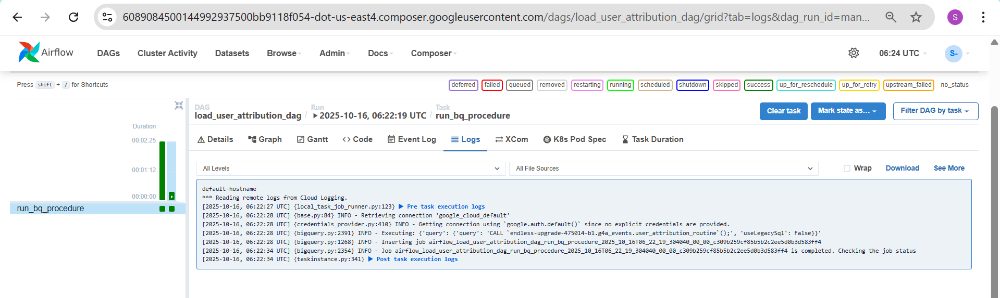 6089084500144992937500bb9118f054-dot-us-east4.composer.googleusercontent.com/dags/load_user_attribution_dag/grid?tab=logs&dag_run_id=man...
S
Airflow DAGs Cluster Activity Datasets Browse Admin Docs Composer 06:24 UTC S-
Press shift + / for Shortcuts
deferred failed queued removed restarting running scheduled shutdown skipped success up_for_reschedule up_for_retry upstream_failed no_status
DAG Run Task
load_user_attribution_dag / 2025-10-16, 06:22:19 UTC / run_bq_procedure
Clear task Mark state as... Filter DAG by task
Duration
00:02:25
00:01:12
00:00:00
run_bq_procedure
Details Graph Gantt Code Event Log Logs XCom K8s Pod Spec Task Duration
All Levels All File Sources Wrap Download See More
default-hostname
*** Reading remote logs from Cloud Logging.
[2025-10-16, 06:22:27 UTC] {local_task_job_runner.py:123} ▶ Pre task execution logs
[2025-10-16, 06:22:28 UTC] {base.py:84} INFO - Retrieving connection 'google_cloud_default'
[2025-10-16, 06:22:28 UTC] {credentials_provider.py:410} INFO - Getting connection using `google.auth.default()` since no explicit credentials are provided.
[2025-10-16, 06:22:28 UTC] {bigquery.py:2391} INFO - Executing: {'query': {'query': 'CALL `endless-upgrade-475014-b1.g4a_events.user_attribution_routine`();', 'useLegacySql': False}}'
[2025-10-16, 06:22:28 UTC] {bigquery.py:1268} INFO - Inserting job airflow_load_user_attribution_dag_run_bq_procedure_2025_10_16T06_22_19_304040_00_00_c309b259cf85b5b2c2ee5d0b3d583ff4
[2025-10-16, 06:22:34 UTC] {bigquery.py:2354} INFO - Job airflow_load_user_attribution_dag_run_bq_procedure_2025_10_16T06_22_19_304040_00_00_c309b259cf85b5b2c2ee5d0b3d583ff4 is completed. Checking the job status
[2025-10-16, 06:22:34 UTC] {taskinstance.py:341} ▶ Post task execution logs